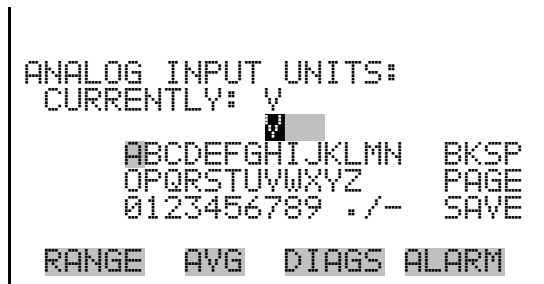 ANALOG INPUT UNITS:
CURRENTLY: V
V
ABCDEFGHIJKLMN BKSP
OPQRSTUVWXYZ PAGE
0123456789 ./- SAVE
RANGE AVG DIAGS ALARM